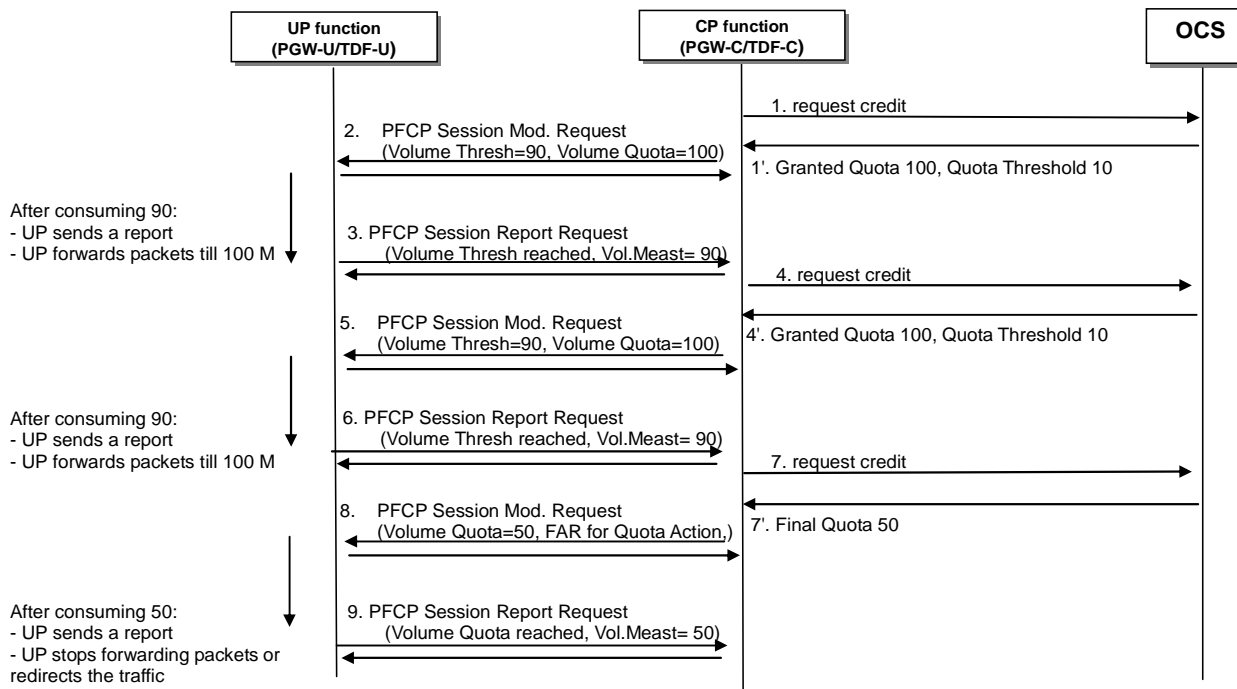 UP function
(PGW-U/TDF-U)
CP function
(PGW-C/TDF-C)
OCS
1. request credit
2. PFCP Session Mod. Request
(Volume Thresh=90, Volume Quota=100)
1'. Granted Quota 100, Quota Threshold 10
After consuming 90:
- UP sends a report
- UP forwards packets till 100 M
3. PFCP Session Report Request
(Volume Thresh reached, Vol.Meast= 90)
4. request credit
5. PFCP Session Mod. Request
(Volume Thresh=90, Volume Quota=100)
4'. Granted Quota 100, Quota Threshold 10
After consuming 90:
- UP sends a report
- UP forwards packets till 100 M
6. PFCP Session Report Request
(Volume Thresh reached, Vol.Meast= 90)
7. request credit
8. PFCP Session Mod. Request
(Volume Quota=50, FAR for Quota Action,)
7'. Final Quota 50
After consuming 50:
- UP sends a report
- UP stops forwarding packets or
redirects the traffic
9. PFCP Session Report Request
(Volume Quota reached, Vol.Meast= 50)